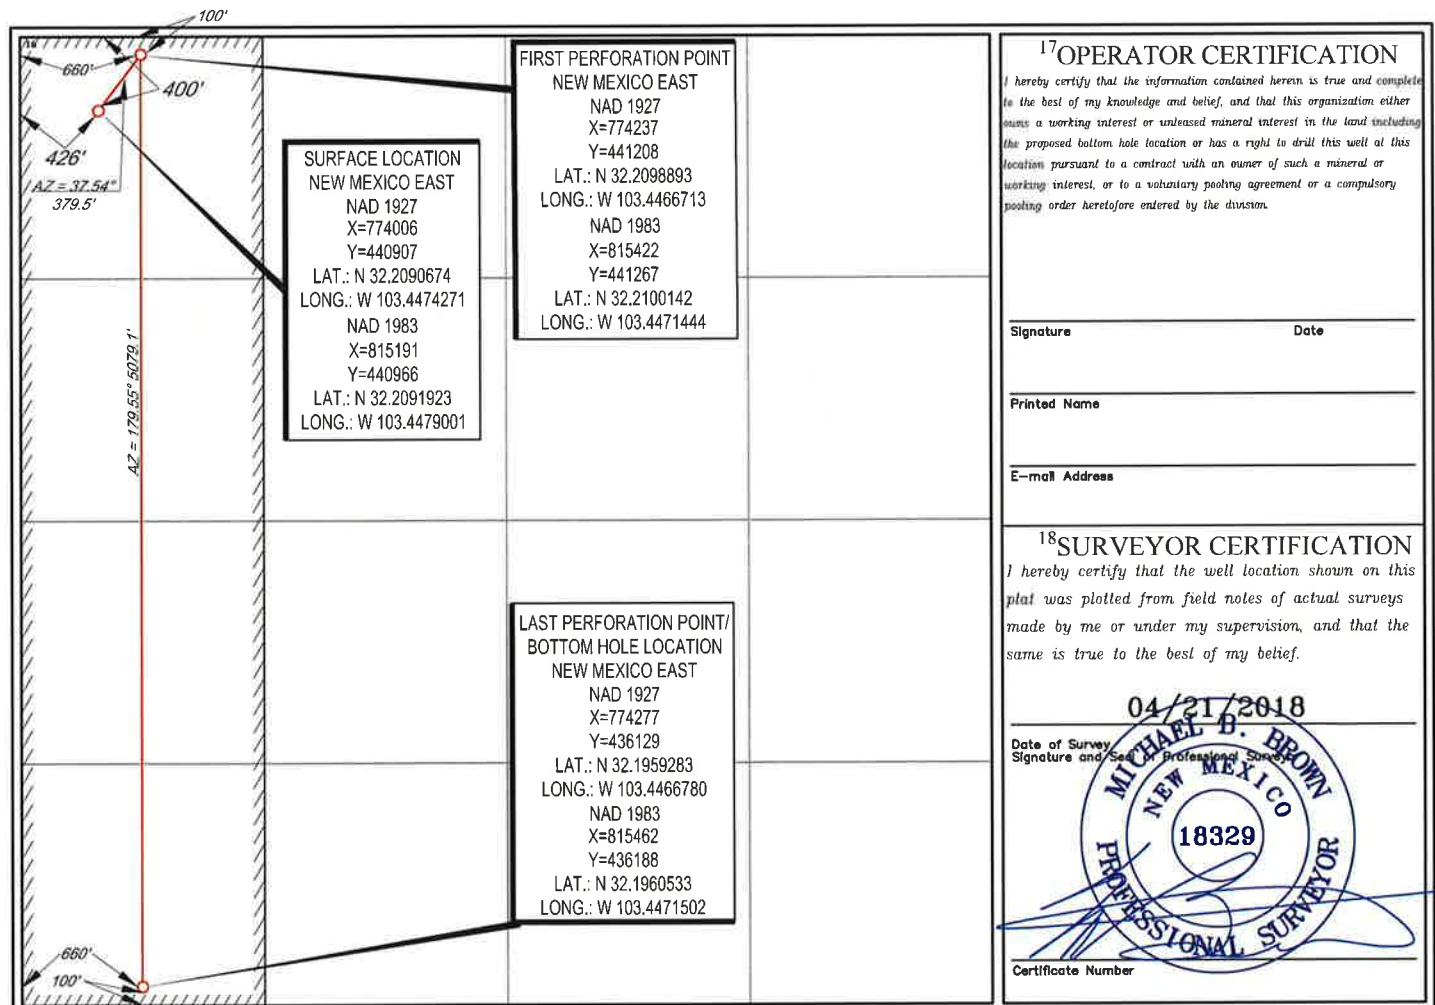 100'
16
660'
400'
426'
AZ = 37.54°
379.5'
AZ = 179.55° 5079.1'
660'
100'
SURFACE LOCATION
NEW MEXICO EAST
NAD 1927
X=774006
Y=440907
LAT.: N 32.2090674
LONG.: W 103.4474271
NAD 1983
X=815191
Y=440966
LAT.: N 32.2091923
LONG.: W 103.4479001
FIRST PERFORATION POINT
NEW MEXICO EAST
NAD 1927
X=774237
Y=441208
LAT.: N 32.2098893
LONG.: W 103.4466713
NAD 1983
X=815422
Y=441267
LAT.: N 32.2100142
LONG.: W 103.4471444
LAST PERFORATION POINT/
BOTTOM HOLE LOCATION
NEW MEXICO EAST
NAD 1927
X=774277
Y=436129
LAT.: N 32.1959283
LONG.: W 103.4466780
NAD 1983
X=815462
Y=436188
LAT.: N 32.1960533
LONG.: W 103.4471502
17 OPERATOR CERTIFICATION
I hereby certify that the information contained herein is true and complete
to the best of my knowledge and belief, and that this organization either
owns a working interest or unleased mineral interest in the land including
the proposed bottom hole location or has a right to drill this well at this
location pursuant to a contract with an owner of such a mineral or
working interest, or to a voluntary pooling agreement or a compulsory
pooling order heretofore entered by the division.
Signature Date
Printed Name
E-mail Address
18 SURVEYOR CERTIFICATION
I hereby certify that the well location shown on this
plat was plotted from field notes of actual surveys
made by me or under my supervision, and that the
same is true to the best of my belief.
04/21/2018
Date of Survey
Signature and Seal of Professional Surveyor
MICHAEL B. BROWN
NEW MEXICO
18329
PROFESSIONAL SURVEYOR
Certificate Number